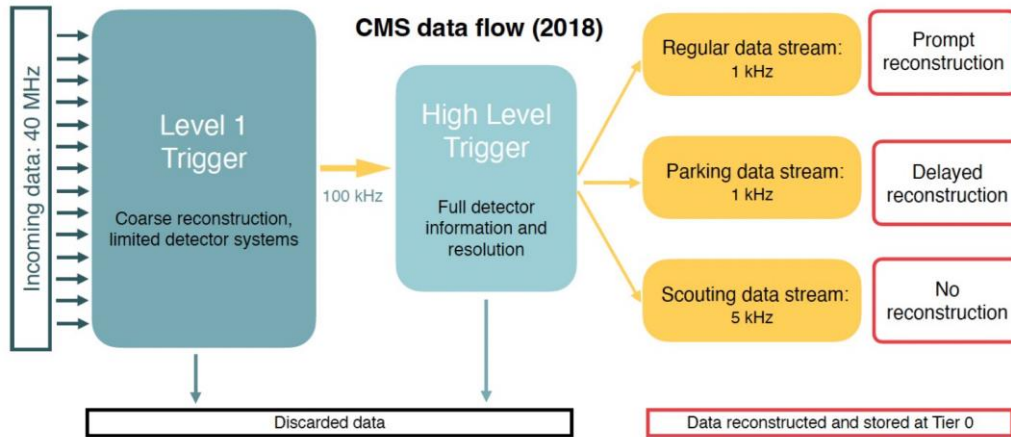 CMS data flow (2018)
Incoming data: 40 MHz
Level 1
Trigger
Coarse reconstruction,
limited detector systems
100 kHz
High Level
Trigger
Full detector
information and
resolution
Regular data stream:
1 kHz
Prompt
reconstruction
Parking data stream:
1 kHz
Delayed
reconstruction
Scouting data stream:
5 kHz
No
reconstruction
Discarded data
Data reconstructed and stored at Tier 0